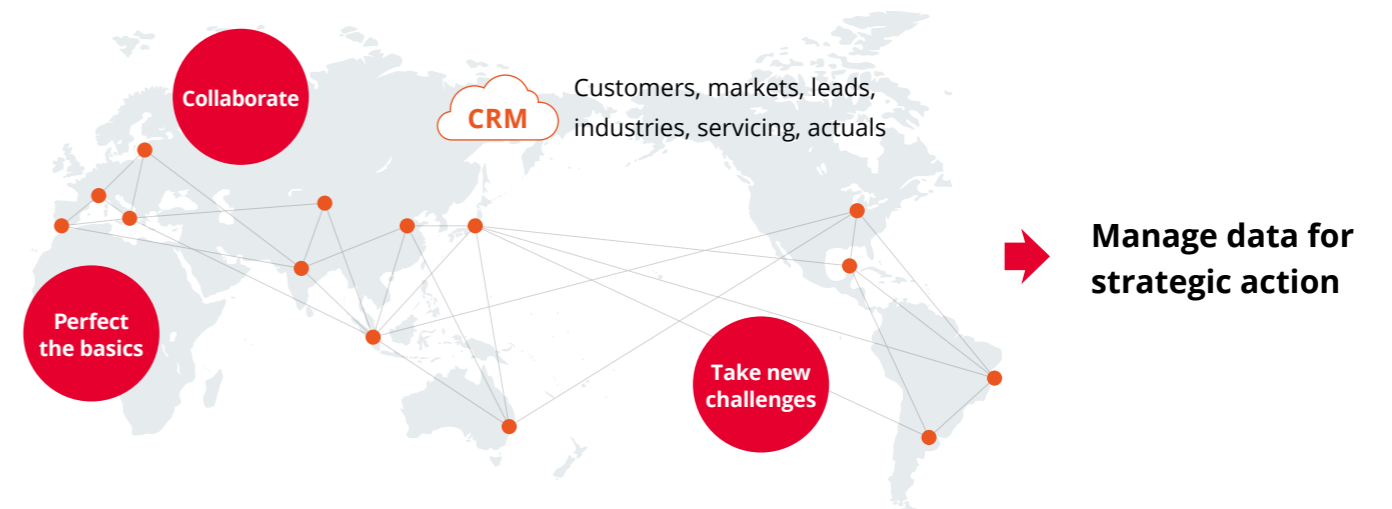 Collaborate
CRM
Customers, markets, leads,
industries, servicing, actuals
Manage data for
strategic action
Perfect
the basics
Take new
challenges